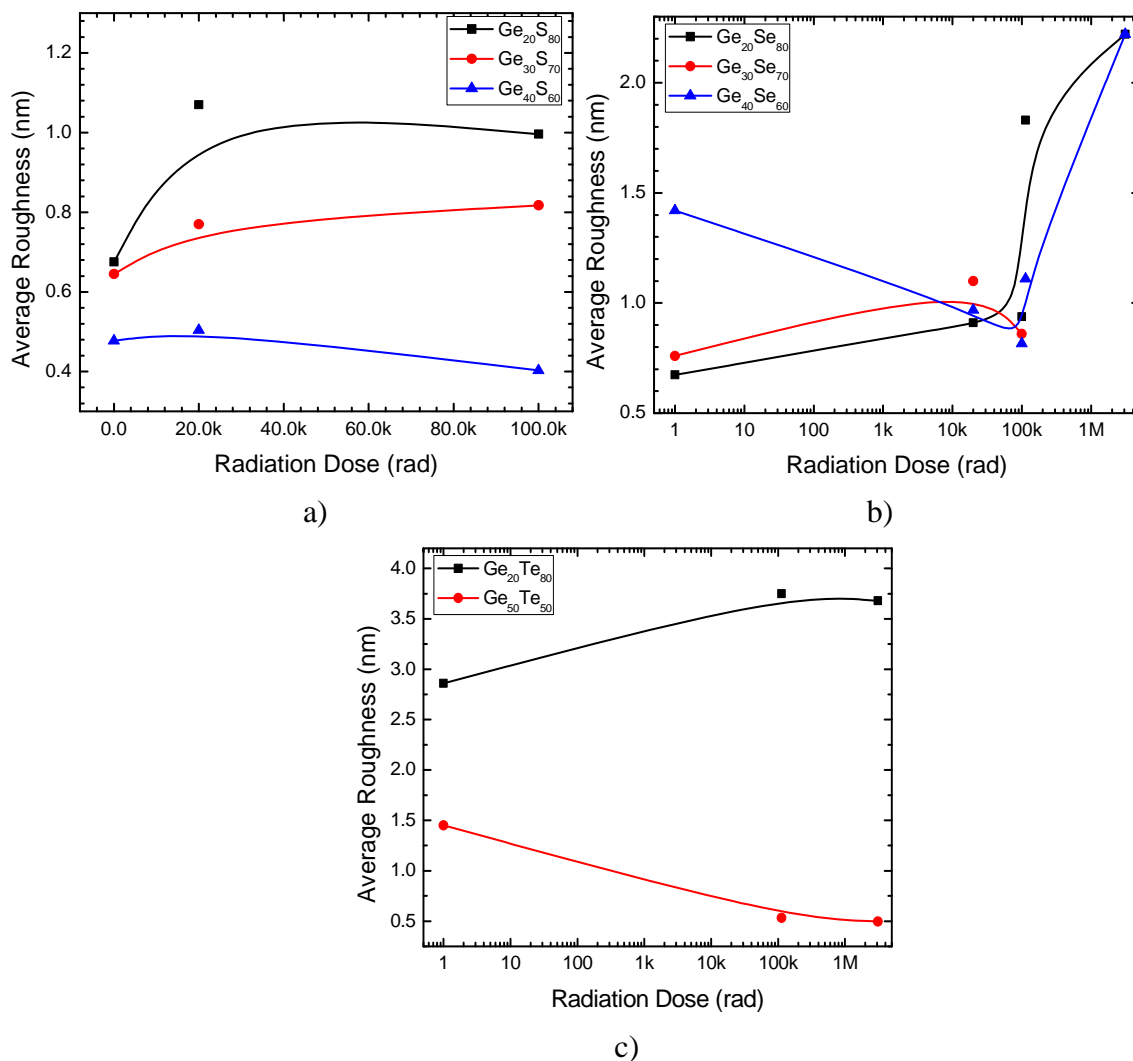 Ge20S80
Ge30S70
Ge40S60
1.2
1.0
0.8
0.6
0.4
Average Roughness (nm)
0.0 20.0k 40.0k 60.0k 80.0k 100.0k
Radiation Dose (rad)
a)
Ge20Se80
Ge30Se70
Ge40Se60
2.0
1.5
1.0
0.5
Average Roughness (nm)
1 10 100 1k 10k 100k 1M
Radiation Dose (rad)
b)
Ge20Te80
Ge50Te50
4.0
3.5
3.0
2.5
2.0
1.5
1.0
0.5
Average Roughness (nm)
1 10 100 1k 10k 100k 1M
Radiation Dose (rad)
c)